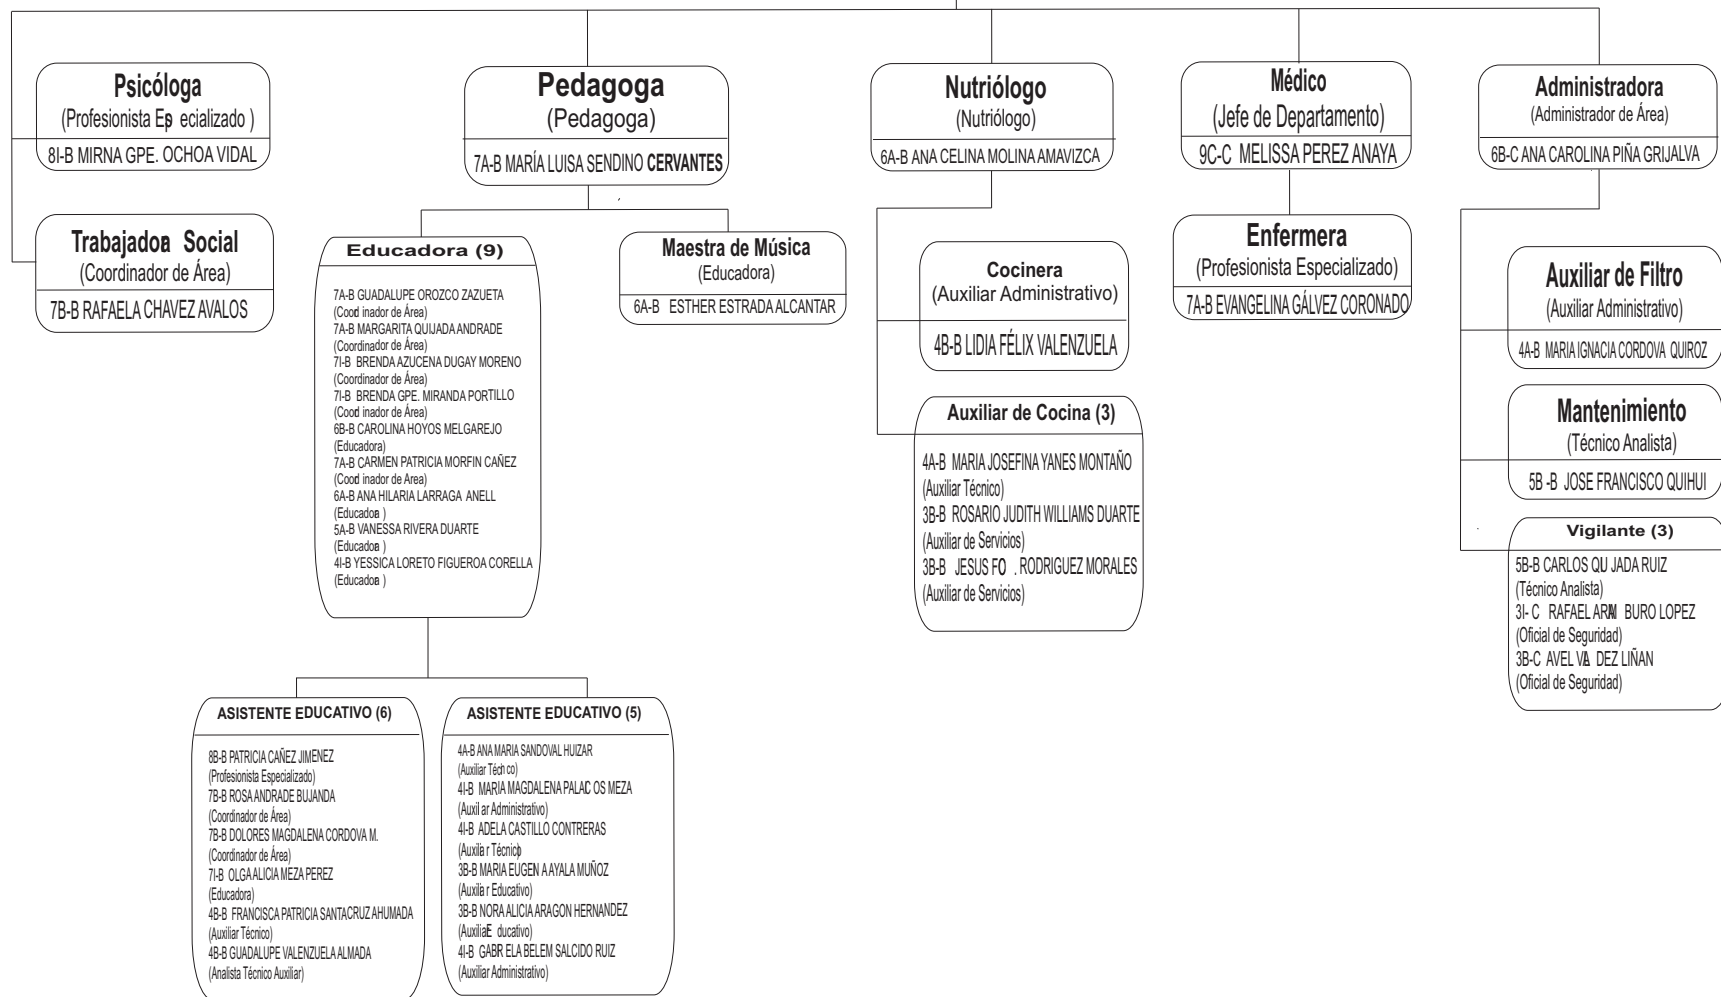 Psicóloga
(Profesionista Especializado )
8I-B MIRNA GPE. OCHOA VIDAL
Trabajadora Social
(Coordinador de Área)
7B-B RAFAELA CHAVEZ AVALOS
Pedagoga
(Pedagoga)
7A-B MARÍA LUISA SENDINO CERVANTES
Educadora (9)
7A-B GUADALUPE OROZCO ZAZUETA
(Coordinador de Área)
7A-B MARGARITA QUIJADA ANDRADE
(Coordinador de Área)
7I-B BRENDA AZUCENA DUGAY MORENO
(Coordinador de Área)
7I-B BRENDA GPE. MIRANDA PORTILLO
(Coordinador de Área)
6B-B CAROLINA HOYOS MELGAREJO
(Educadora)
7A-B CARMEN PATRICIA MORFIN CAÑEZ
(Coordinador de Area)
6A-B ANA HILARIA LARRAGA ANELL
(Educadora )
5A-B VANESSA RIVERA DUARTE
(Educadora )
4I-B YESSICA LORETO FIGUEROA CORELLA
(Educadora )
Maestra de Música
(Educadora)
6A-B ESTHER ESTRADA ALCANTAR
ASISTENTE EDUCATIVO (6)
8B-B PATRICIA CAÑEZ JIMENEZ
(Profesionista Especializado)
7B-B ROSA ANDRADE BUJANDA
(Coordinador de Área)
7B-B DOLORES MAGDALENA CORDOVA M.
(Coordinador de Área)
7I-B OLGA ALICIA MEZA PEREZ
(Educadora)
4B-B FRANCISCA PATRICIA SANTACRUZ AHUMADA
(Auxiliar Técnico)
4B-B GUADALUPE VALENZUELA ALMADA
(Analista Técnico Auxiliar)
ASISTENTE EDUCATIVO (5)
4A-B ANA MARIA SANDOVAL HUIZAR
(Auxiliar Técnico)
4I-B MARIA MAGDALENA PALACIOS MEZA
(Auxiliar Administrativo)
4I-B ADELA CASTILLO CONTRERAS
(Auxiliar Técnico)
3B-B MARIA EUGENIA AYALA MUÑOZ
(Auxiliar Educativo)
3B-B NORA ALICIA ARAGON HERNANDEZ
(Auxiliar Educativo)
4I-B GABRIELA BELEM SALCIDO RUIZ
(Auxiliar Administrativo)
Nutriólogo
(Nutriólogo)
6A-B ANA CELINA MOLINA AMAVIZCA
Cocinera
(Auxiliar Administrativo)
4B-B LIDIA FÉLIX VALENZUELA
Auxiliar de Cocina (3)
4A-B MARIA JOSEFINA YANES MONTAÑO
(Auxiliar Técnico)
3B-B ROSARIO JUDITH WILLIAMS DUARTE
(Auxiliar de Servicios)
3B-B JESUS FO . RODRIGUEZ MORALES
(Auxiliar de Servicios)
Médico
(Jefe de Departamento)
9C-C MELISSA PEREZ ANAYA
Enfermera
(Profesionista Especializado)
7A-B EVANGELINA GÁLVEZ CORONADO
Administradora
(Administrador de Área)
6B-C ANA CAROLINA PIÑA GRIJALVA
Auxiliar de Filtro
(Auxiliar Administrativo)
4A-B MARIA IGNACIA CORDOVA QUIROZ
Mantenimiento
(Técnico Analista)
5B -B JOSE FRANCISCO QUIHUI
Vigilante (3)
5B-B CARLOS QUIJADA RUIZ
(Técnico Analista)
3I- C RAFAEL ARAMBURO LOPEZ
(Oficial de Seguridad)
3B-C AVEL VALDEZ LIÑAN
(Oficial de Seguridad)